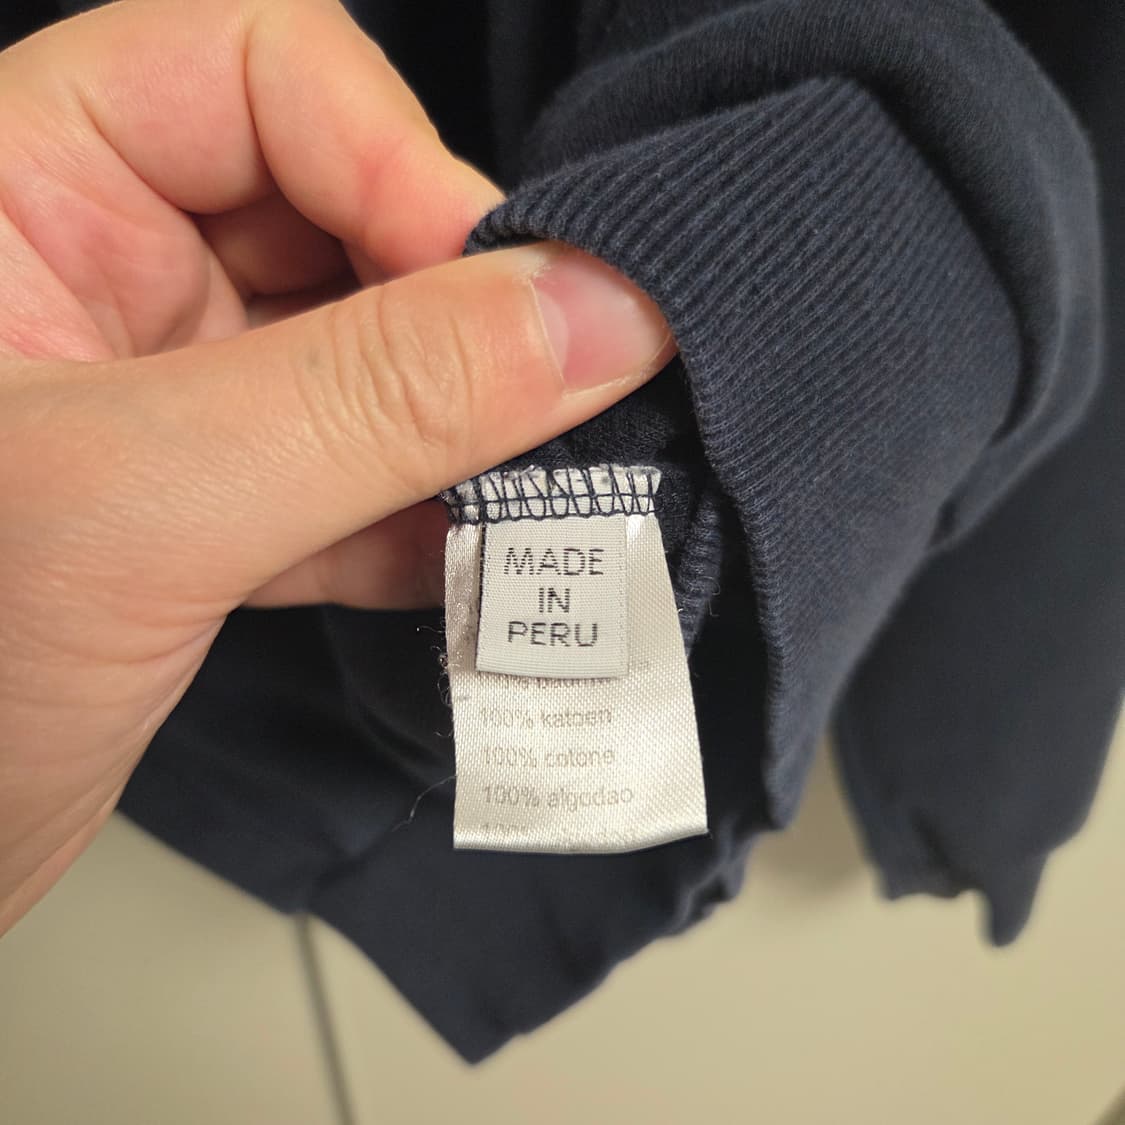 MADE
IN
PERU
100% katoen
100% cotone
100% algodao